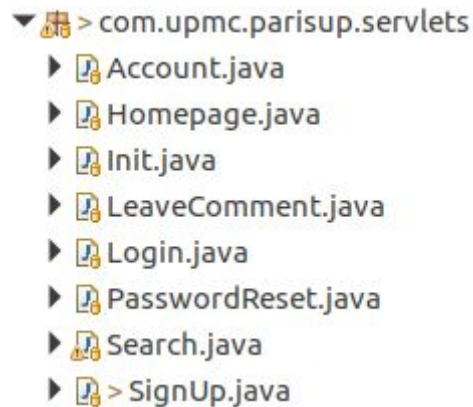 > com.upmc.parisup.servlets
Account.java
Homepage.java
Init.java
LeaveComment.java
Login.java
PasswordReset.java
Search.java
> SignUp.java